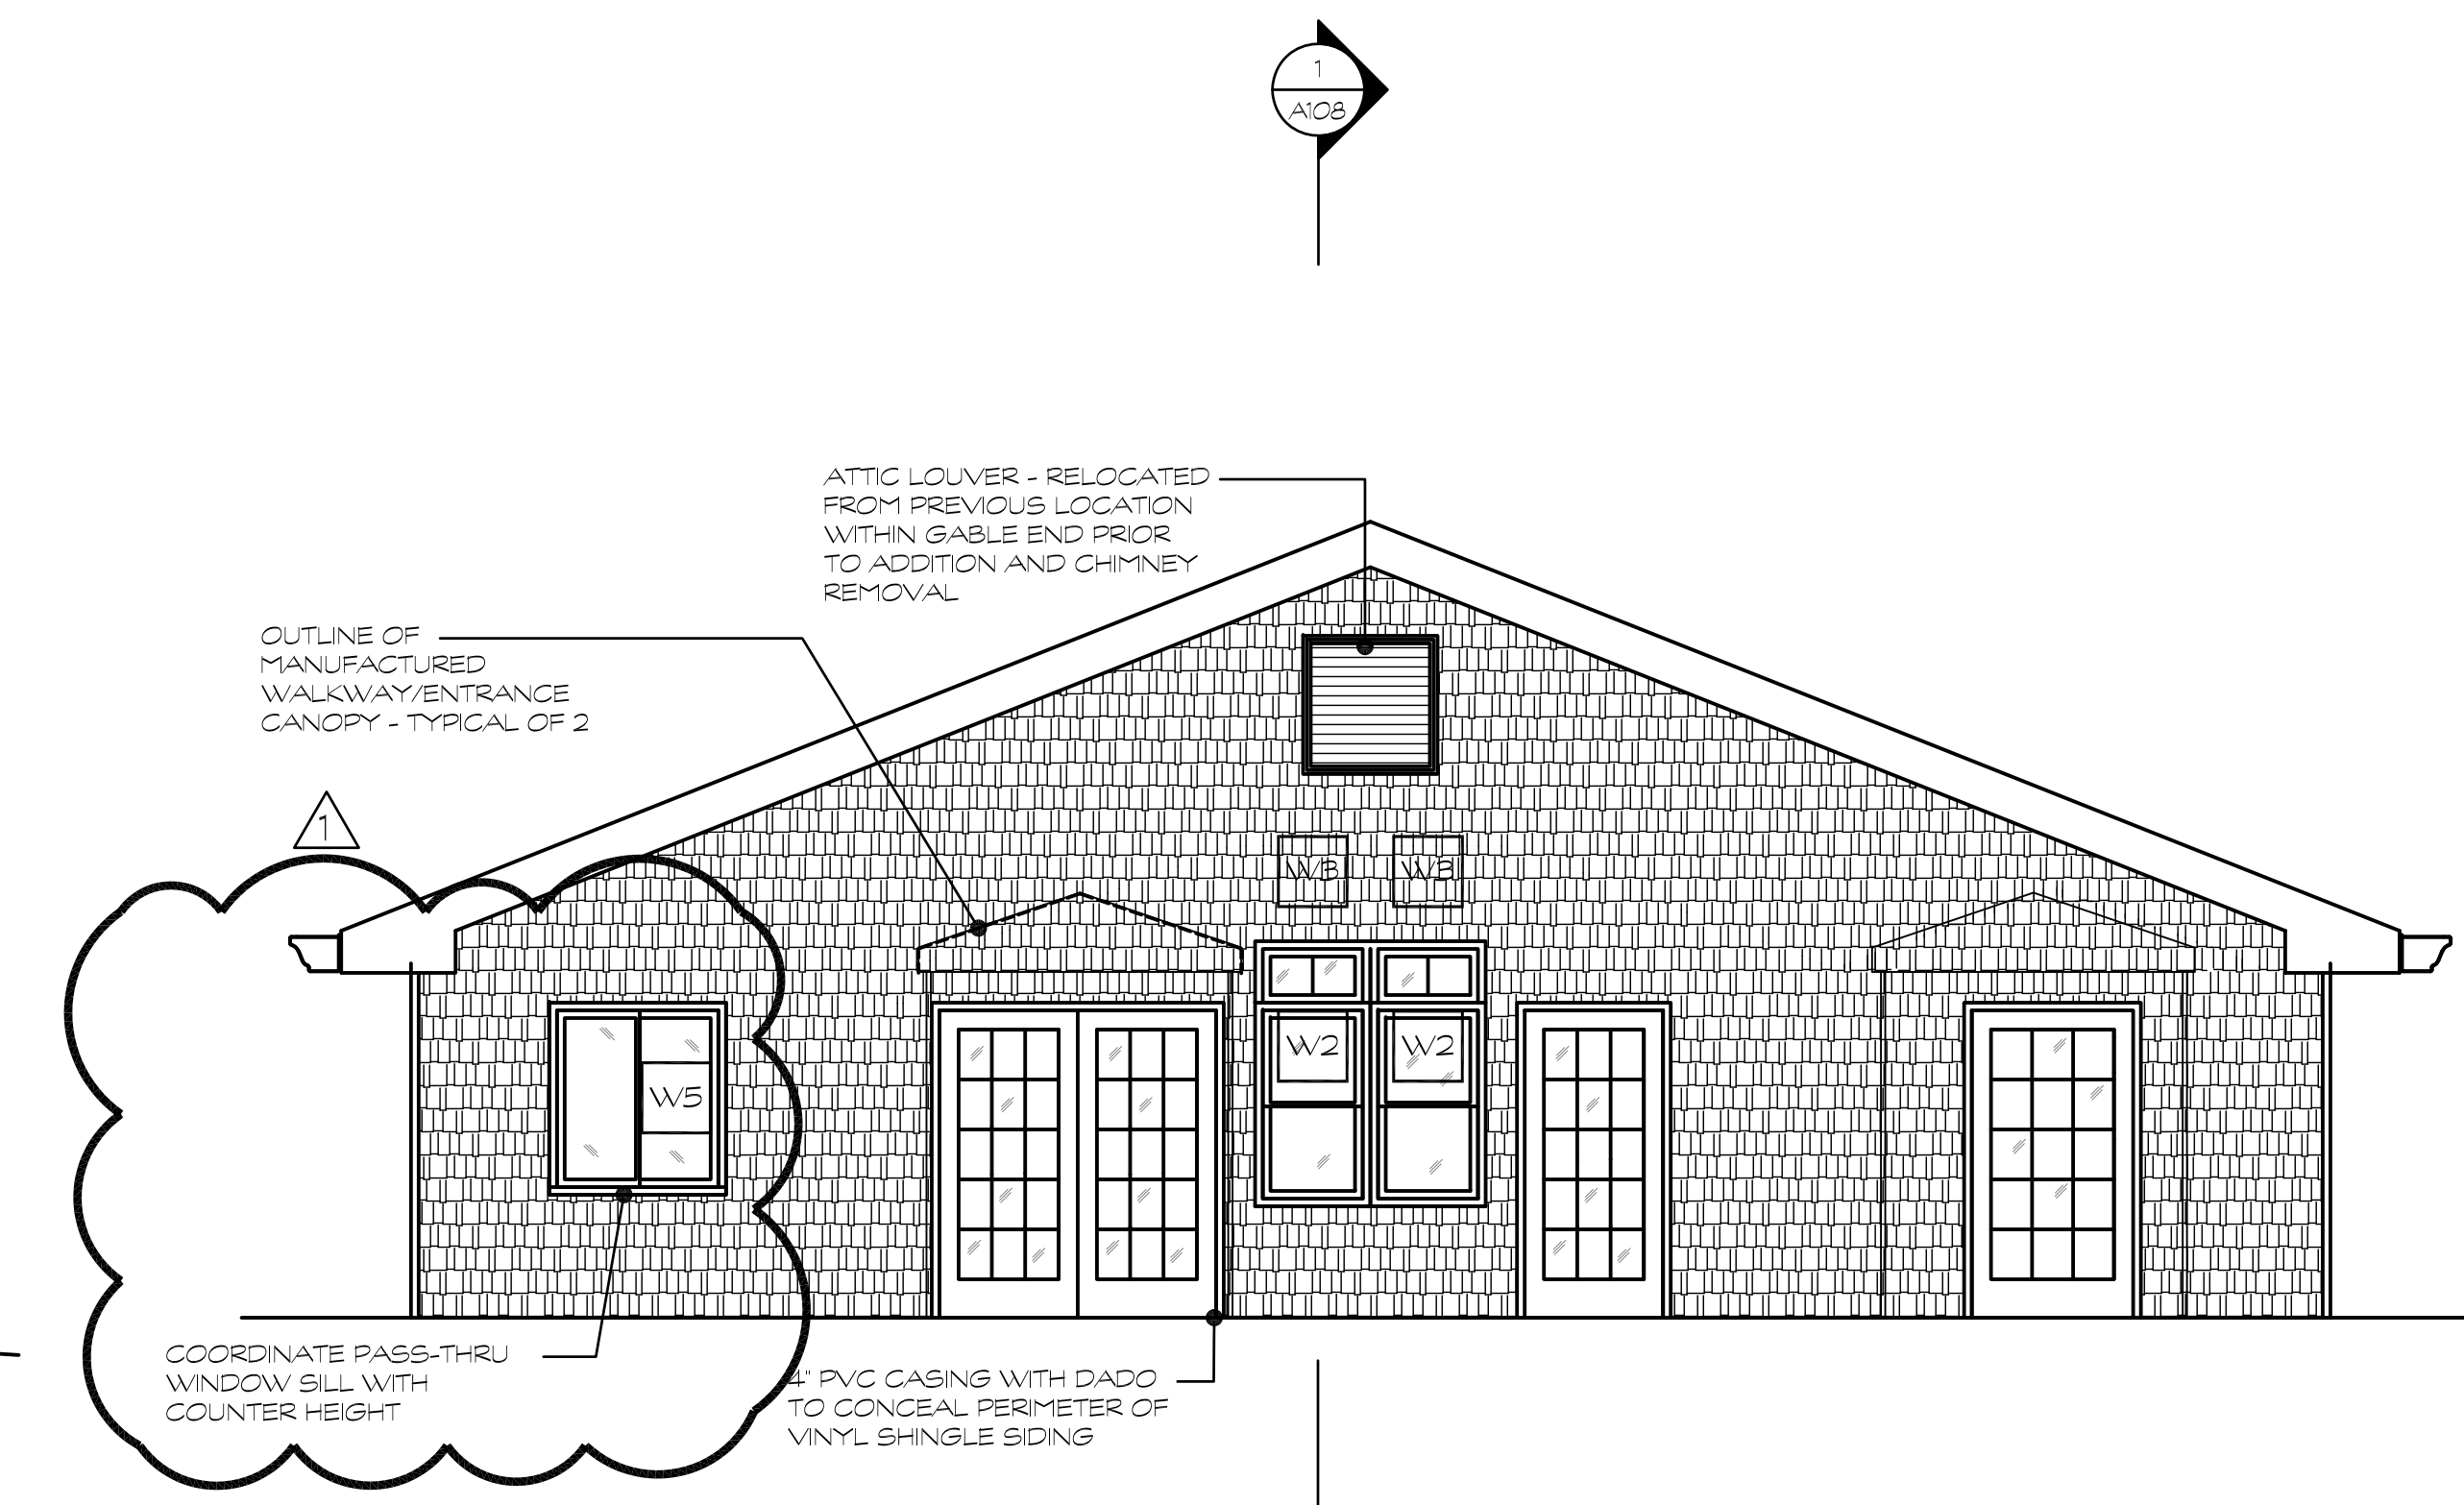 1
A108
ATTIC LOUVER - RELOCATED
FROM PREVIOUS LOCATION
WITHIN GABLE END PRIOR
TO ADDITION AND CHIMNEY
REMOVAL
OUTLINE OF
MANUFACTURED
WALKWAY/ENTRANCE
CANOPY - TYPICAL OF 2
1
W3 W3
W2 W2
W5
COORDINATE PASS-THRU
WINDOW SILL WITH
COUNTER HEIGHT
4" PVC CASING WITH DADO
TO CONCEAL PERIMETER OF
VINYL SHINGLE SIDING